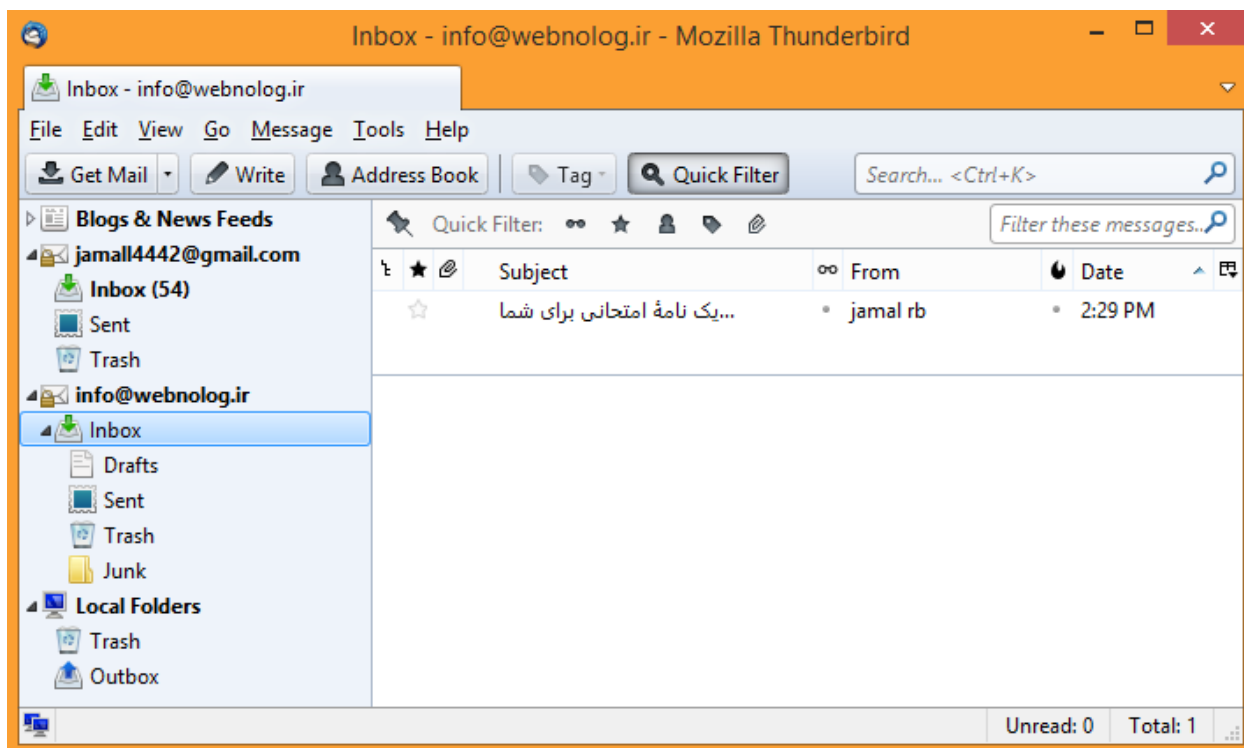 Inbox - info@webnolog.ir - Mozilla Thunderbird
Inbox - info@webnolog.ir
File Edit View Go Message Tools Help
Get Mail Write Address Book Tag Quick Filter Search... <Ctrl+K>
Blogs & News Feeds
jamall4442@gmail.com
Inbox (54)
Sent
Trash
info@webnolog.ir
Inbox
Drafts
Sent
Trash
Junk
Local Folders
Trash
Outbox
Quick Filter: Filter these messages...
Subject From Date
یک نامهٔ امتحانی برای شما... jamal rb 2:29 PM
Unread: 0 Total: 1